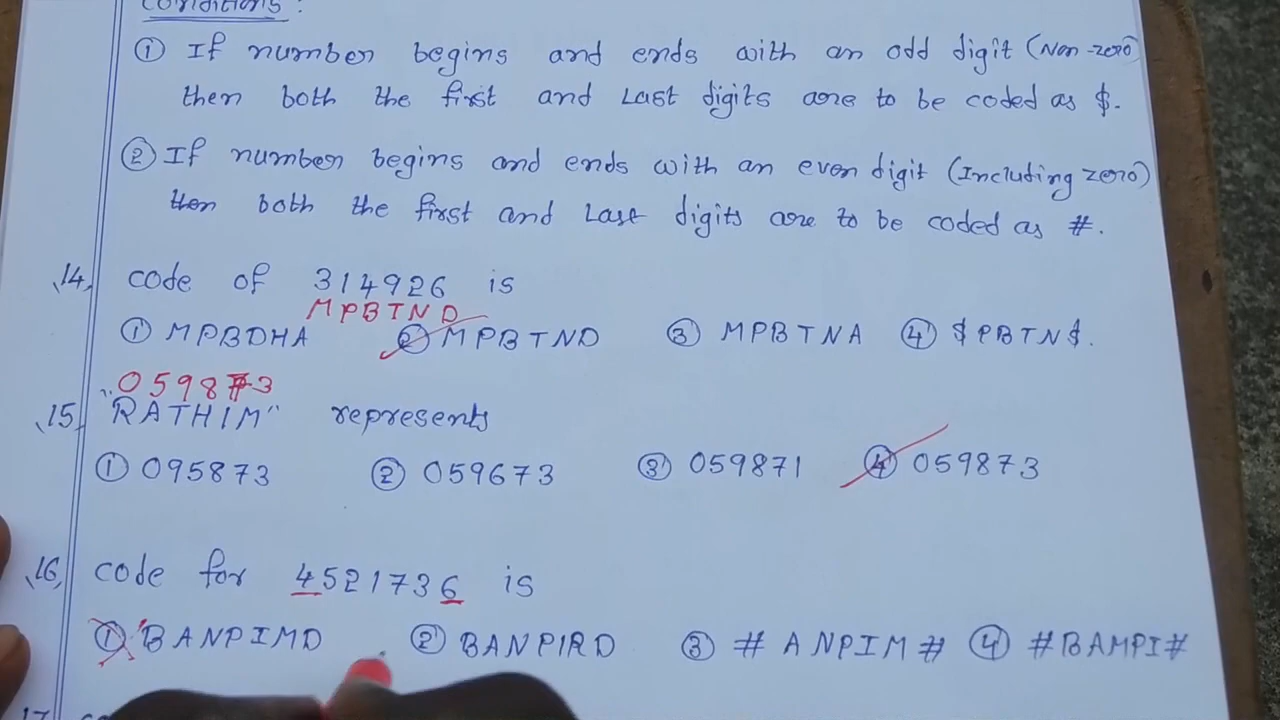 Conditions :
① If number begins and ends with an odd digit (Non-zero)
then both the first and Last digits are to be coded as $.
② If number begins and ends with an even digit (Including zero)
then both the first and Last digits are to be coded as #.
14. code of 314926 is
MPBTND
① MPBDHA ② MPBTND ③ MPBTNA ④ $PBTN$.
059873
15. "RATHIM" represents
① 095873 ② 059673 ③ 059871 ④ 059873
16. code for 4521736 is
① BANPIMD ② BANPIRD ③ #ANPIM# ④ #BAMPI#
17.